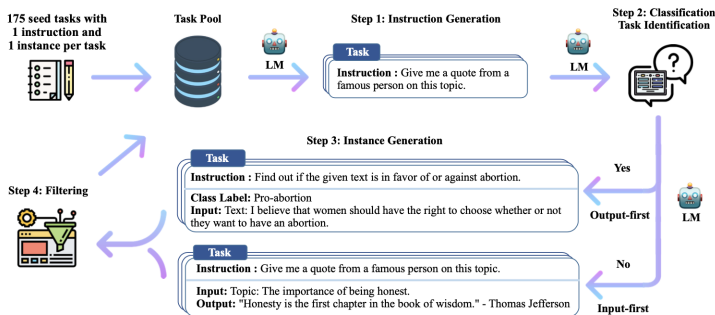 175 seed tasks with
1 instruction and
1 instance per task
Task Pool
Step 1: Instruction Generation
Step 2: Classification
Task Identification
LM
Task
Instruction : Give me a quote from a
famous person on this topic.
LM
Step 3: Instance Generation
Task
Instruction : Find out if the given text is in favor of or against abortion.
Class Label: Pro-abortion
Input: Text: I believe that women should have the right to choose whether or not
they want to have an abortion.
Yes
Output-first
LM
Step 4: Filtering
Task
Instruction : Give me a quote from a famous person on this topic.
Input: Topic: The importance of being honest.
Output: "Honesty is the first chapter in the book of wisdom." - Thomas Jefferson
No
Input-first